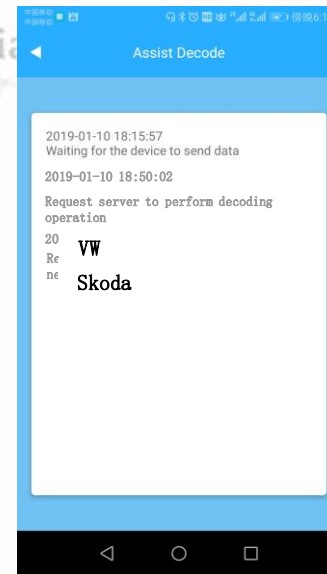 Assist Decode
2019-01-10 18:15:57
Waiting for the device to send data
2019-01-10 18:50:02
Request server to perform decoding
operation
20
Re
ne
VW
Skoda